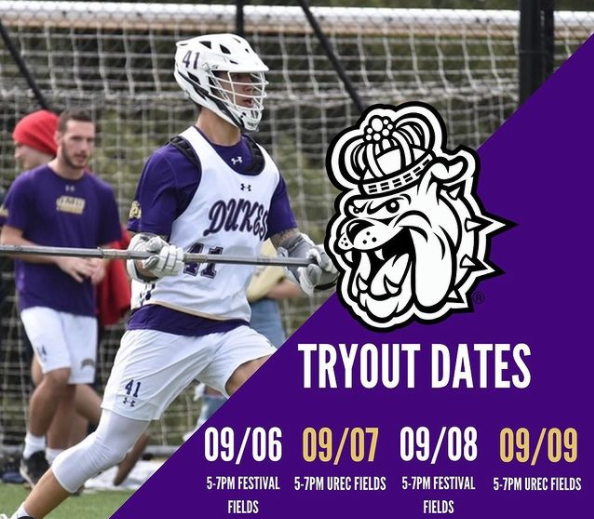 41
DUKES
41
41
TRYOUT DATES
09/06 09/07 09/08 09/09
5-7PM FESTIVAL FIELDS 5-7PM UREC FIELDS 5-7PM FESTIVAL FIELDS 5-7PM UREC FIELDS
®